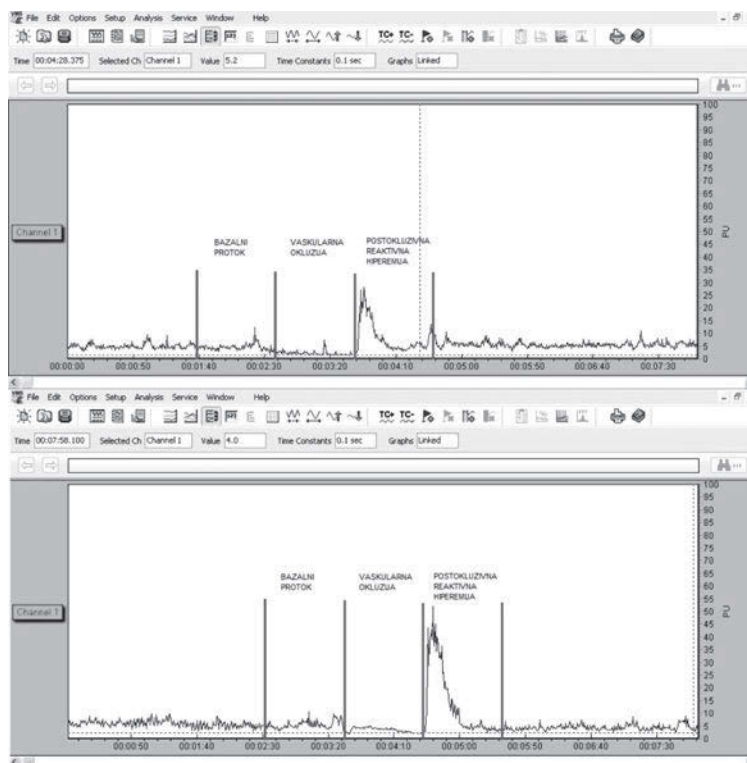 File Edit Options Setup Analysis Service Window Help
TC+ TC-
Time 00:04:28.375 Selected Ch Channel 1 Value 5.2 Time Constants 0.1 sec Graphs Linked
Channel 1
BAZALNI PROTOK
VASKULARNA OKLUZIJA
POSTOKLUZIVNA REAKTIVNA HIPEREMIJA
100
95
90
85
80
75
70
65
60
55
50
45
40
35
30
25
20
15
10
5
0
PU
00:00:00 00:00:50 00:01:40 00:02:30 00:03:20 00:04:10 00:05:00 00:05:50 00:06:40 00:07:30
File Edit Options Setup Analysis Service Window Help
TC+ TC-
Time 00:07:58.100 Selected Ch Channel 1 Value 4.0 Time Constants 0.1 sec Graphs Linked
Channel 1
BAZALNI PROTOK
VASKULARNA OKLUZIJA
POSTOKLUZIVNA REAKTIVNA HIPEREMIJA
100
95
90
85
80
75
70
65
60
55
50
45
40
35
30
25
20
15
10
5
0
PU
00:00:50 00:01:40 00:02:30 00:03:20 00:04:10 00:05:00 00:05:50 00:06:40 00:07:30